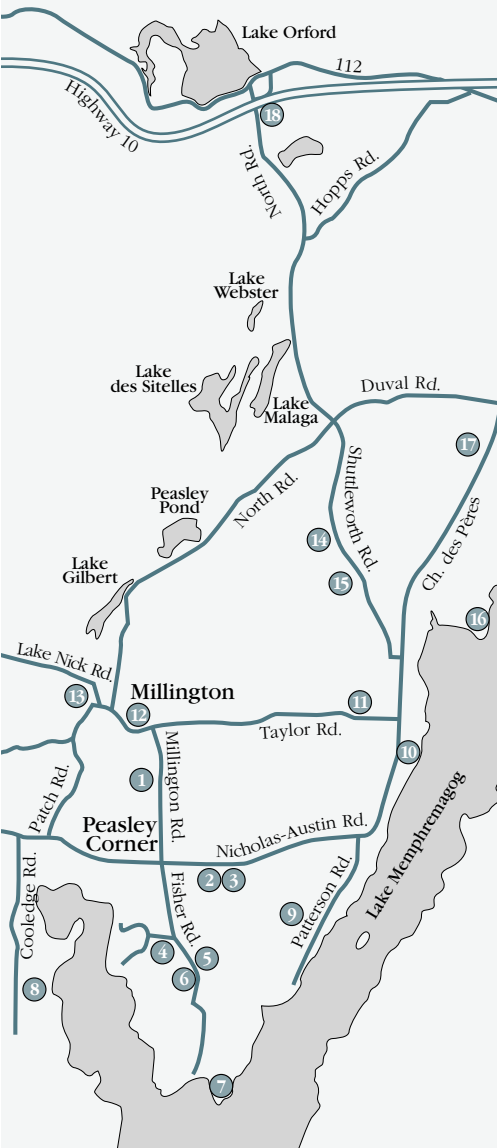 Lake Orford
112
Highway 10
18
North Rd.
Hopps Rd.
Lake
Webster
Lake
des Sitelles
Lake
Malaga
Duval Rd.
17
Shuttleworth Rd.
North Rd.
Peasley
Pond
14
Ch. des Pères
Lake
Gilbert
15
16
Lake Nick Rd.
13
Millington
12
11
Taylor Rd.
10
Millington Rd.
1
Patch Rd.
Peasley
Corner
Nicholas-Austin Rd.
Lake Memphremagog
Cooledge Rd.
2
3
Fisher Rd.
9
Patterson Rd.
4
5
6
8
7